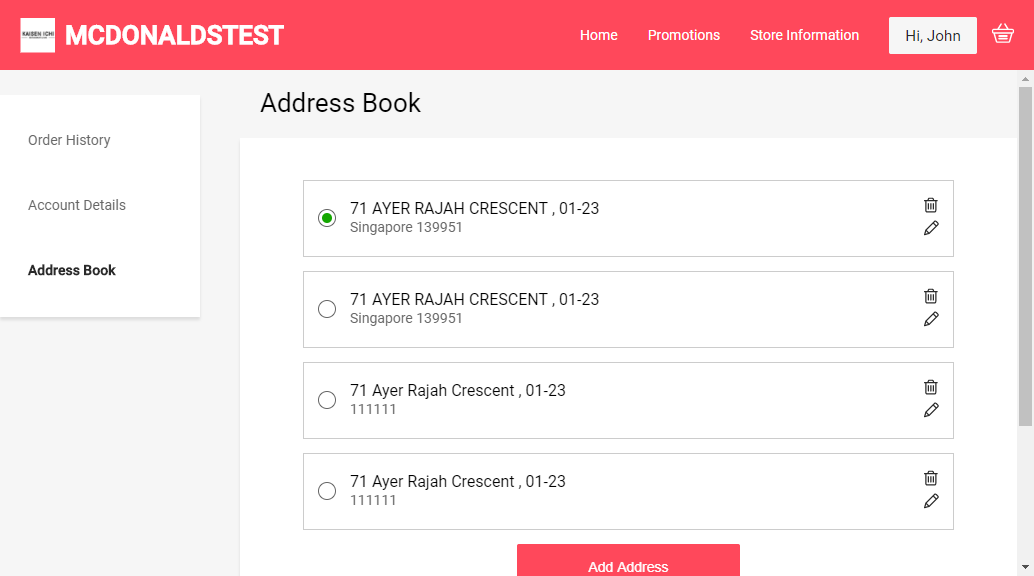 KAISEN ICHI
MCDONALDSTEST
Home
Promotions
Store Information
Hi, John
Order History
Account Details
Address Book
Address Book
71 AYER RAJAH CRESCENT , 01-23
Singapore 139951
71 AYER RAJAH CRESCENT , 01-23
Singapore 139951
71 Ayer Rajah Crescent , 01-23
111111
71 Ayer Rajah Crescent , 01-23
111111
Add Address